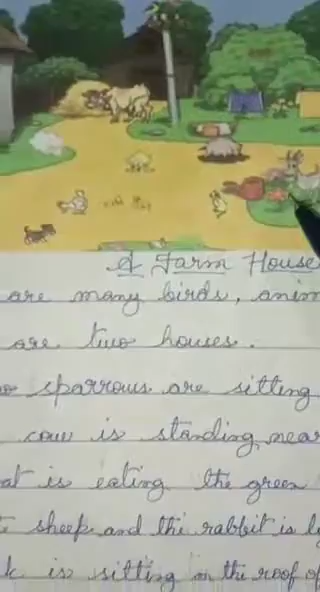 A Farm House
are many birds, anim
are two houses.
o sparrows are sitting
cow is standing near
at is eating the green
sheep and the rabbit is l
k is sitting on the roof of